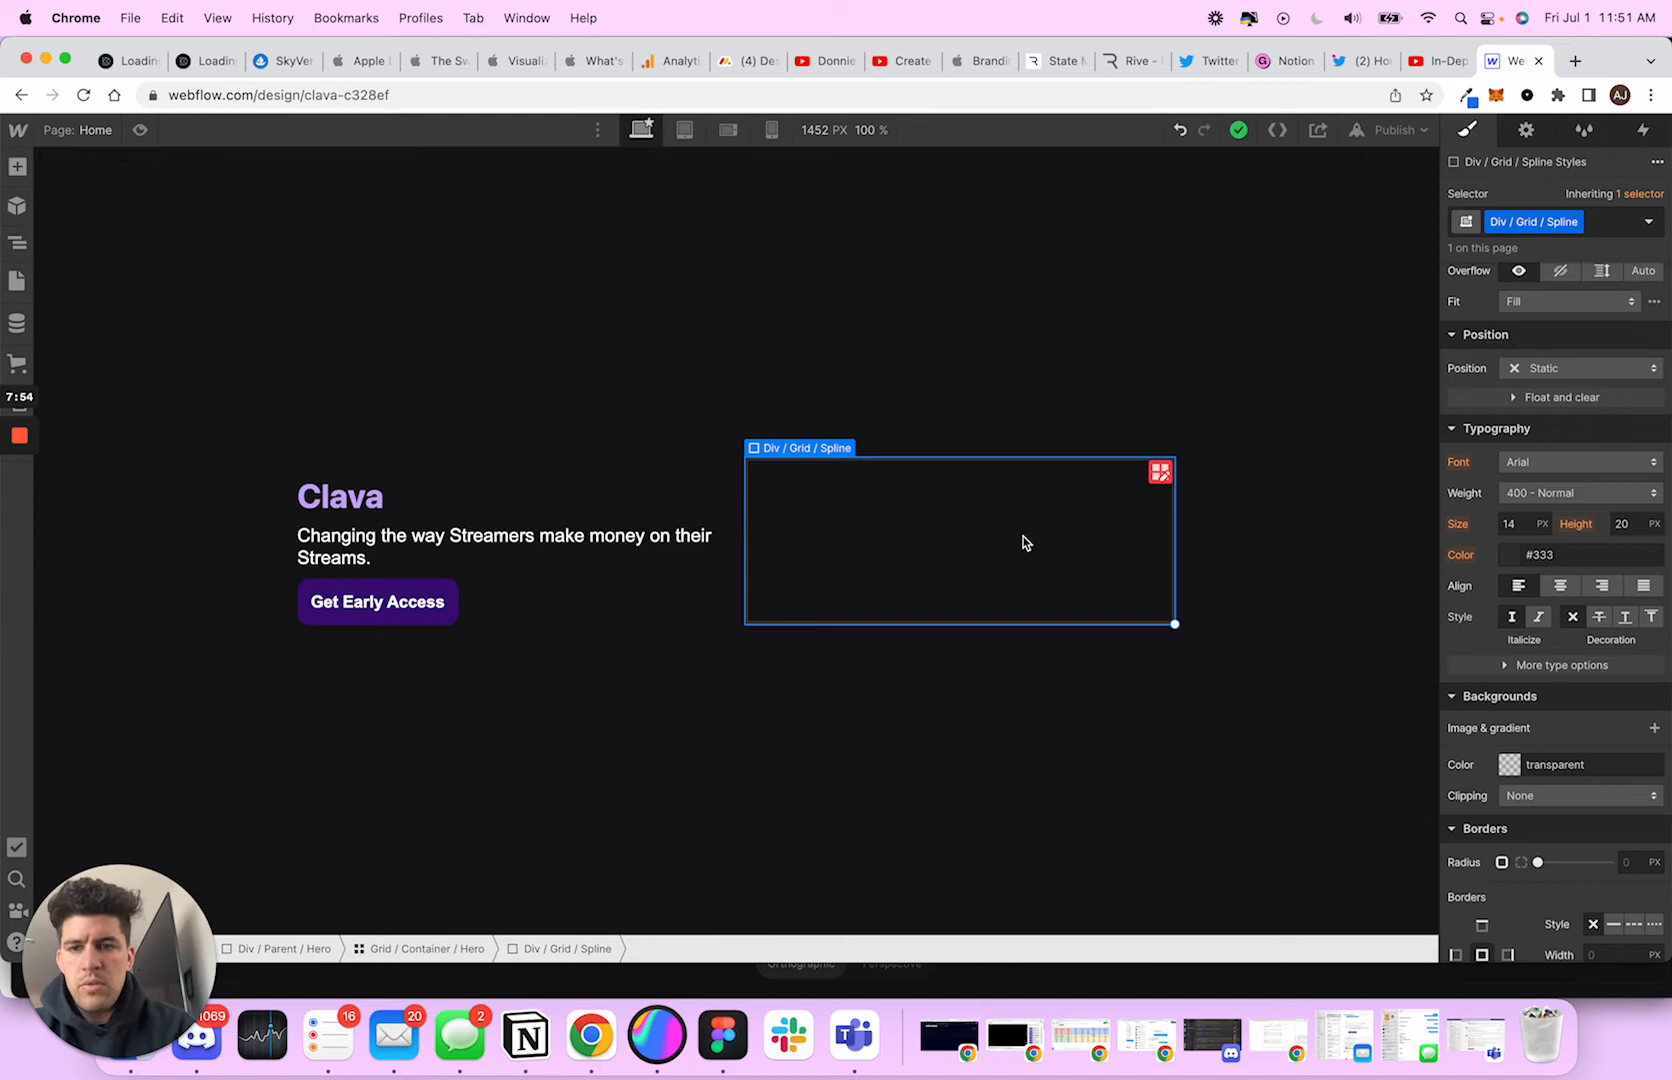 Chrome File Edit View History Bookmarks Profiles Tab Window Help Fri Jul 1 11:51 AM
Loading Loading SkyVer Apple The Sw Visuali What's Analyti (4) De Donnie Create Brandi State M Rive - Twitter Notion (2) Ho In-Dep We
webflow.com/design/clava-c328ef AJ
Page: Home 1452 PX 100 % Publish
Div / Grid / Spline Styles
Selector Inheriting 1 selector
Div / Grid / Spline
1 on this page
Overflow Auto
Fit Fill
Position
Position Static
Float and clear
7:54
Typography
Font Arial
Weight 400 - Normal
Size 14 PX Height 20 PX
Color #333
Align
Style
Italicize Decoration
More type options
Backgrounds
Image & gradient
Color transparent
Clipping None
Borders
Radius 0 PX
Borders
Style
Width 0 PX
Div / Grid / Spline
Clava
Changing the way Streamers make money on their
Streams.
Get Early Access
Div / Parent / Hero Grid / Container / Hero Div / Grid / Spline
Orthographic Perspective
1069 16 20 2